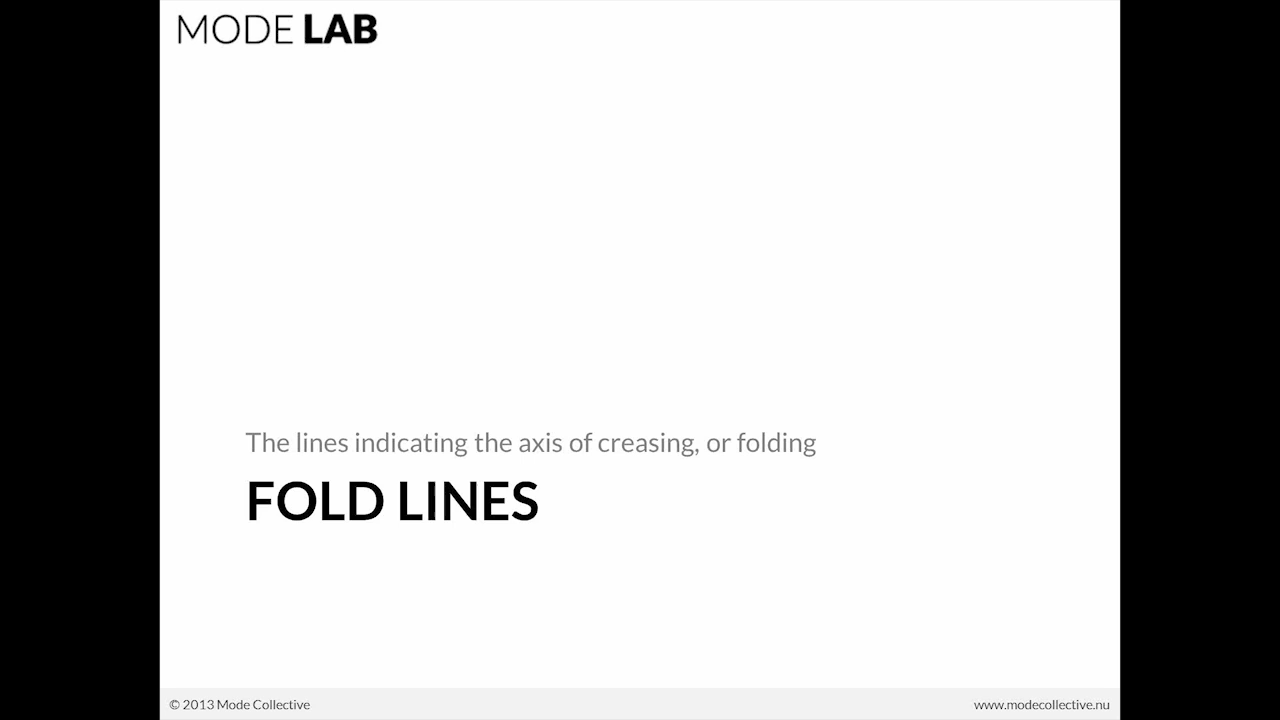 MODE LAB
The lines indicating the axis of creasing, or folding
FOLD LINES
© 2013 Mode Collective
www.modecollective.nu